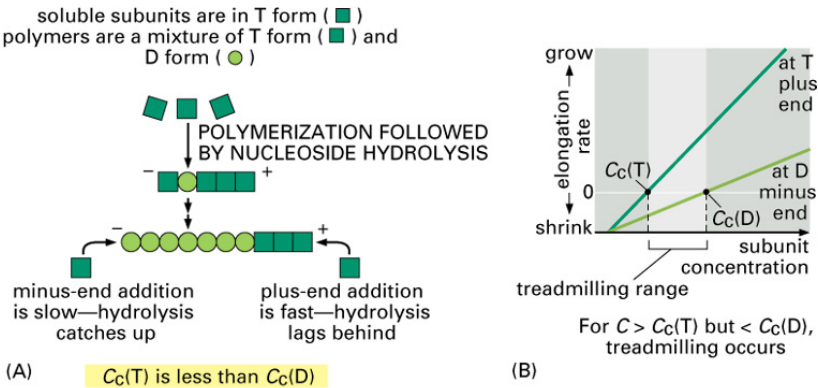 soluble subunits are in T form ( )
polymers are a mixture of T form ( ) and
D form ( )
POLYMERIZATION FOLLOWED
BY NUCLEOSIDE HYDROLYSIS
− +
− +
minus-end addition
is slow—hydrolysis
catches up
plus-end addition
is fast—hydrolysis
lags behind
(A)
CC(T) is less than CC(D)
grow
elongation
rate
0
shrink
at T
plus
end
CC(T)
at D
minus
end
CC(D)
subunit
concentration
treadmilling range
For C > CC(T) but < CC(D),
treadmilling occurs
(B)